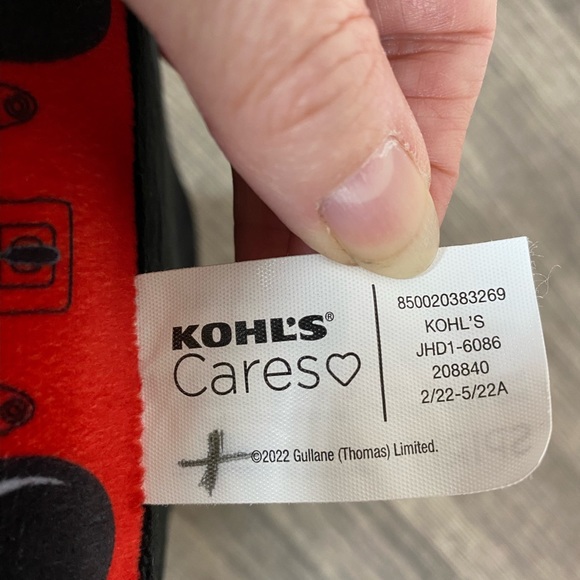 KOHL'S®
Cares♡
850020383269
KOHL'S
JHD1-6086
208840
2/22-5/22A
©2022 Gullane (Thomas) Limited.